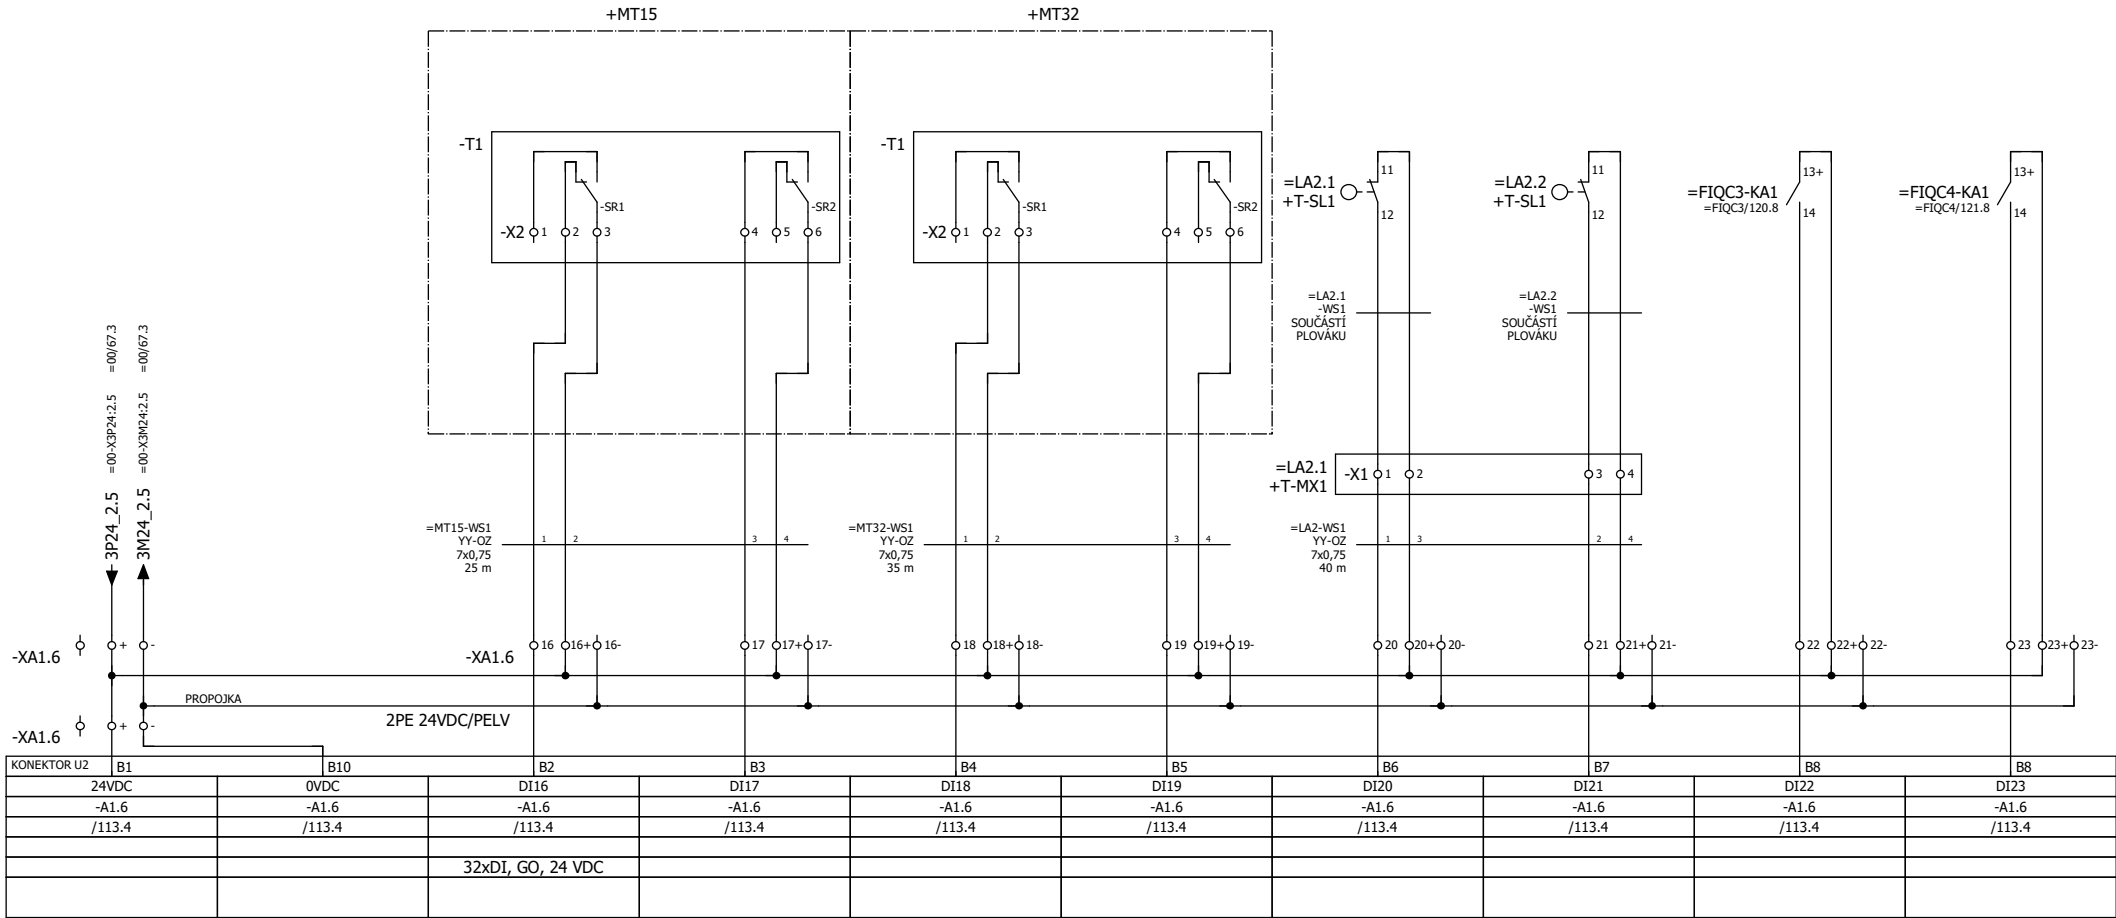 +MT15
+MT32
-T1
-SR1
-SR2
-X2 1 2 3 4 5 6
-T1
-SR1
-SR2
-X2 1 2 3 4 5 6
=LA2.1
+T-SL1
11
12
=LA2.2
+T-SL1
11
12
=FIQC3-KA1
=FIQC3/120.8
13+
14
=FIQC4-KA1
=FIQC4/121.8
13+
14
=LA2.1
-WS1
SOUČÁSTÍ
PLOVÁKU
=LA2.2
-WS1
SOUČÁSTÍ
PLOVÁKU
3P24_2.5 =00-X3P24:2.5 =00/67.3
3M24_2.5 =00-X3M24:2.5 =00/67.3
=LA2.1
+T-MX1
-X1 1 2 3 4
=MT15-WS1
YY-OZ
7x0,75
25 m
1 2 3 4
=MT32-WS1
YY-OZ
7x0,75
35 m
1 2 3 4
=LA2-WS1
YY-OZ
7x0,75
40 m
1 3 2 4
-XA1.6 + -
-XA1.6 16 16+ 16- 17 17+ 17- 18 18+ 18- 19 19+ 19- 20 20+ 20- 21 21+ 21- 22 22+ 22- 23 23+ 23-
PROPOJKA
2PE 24VDC/PELV
-XA1.6 + -
KONEKTOR U2 B1 B10 B2 B3 B4 B5 B6 B7 B8 B8
24VDC 0VDC DI16 DI17 DI18 DI19 DI20 DI21 DI22 DI23
-A1.6 -A1.6 -A1.6 -A1.6 -A1.6 -A1.6 -A1.6 -A1.6 -A1.6 -A1.6
/113.4 /113.4 /113.4 /113.4 /113.4 /113.4 /113.4 /113.4 /113.4 /113.4
32xDI, GO, 24 VDC